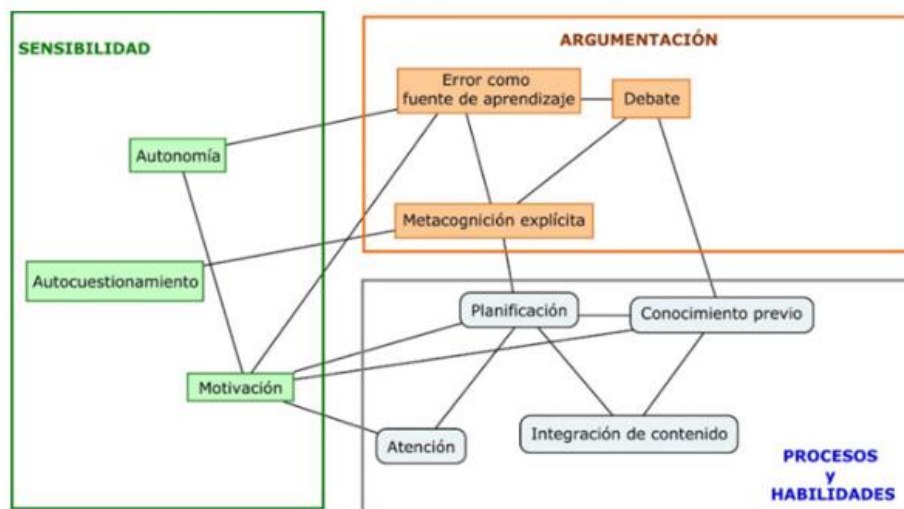 SENSIBILIDAD
Autonomía
Autocuestionamiento
Motivación
ARGUMENTACIÓN
Error como
fuente de aprendizaje
Debate
Metacognición explícita
Planificación
Conocimiento previo
Atención
Integración de contenido
PROCESOS
y
HABILIDADES